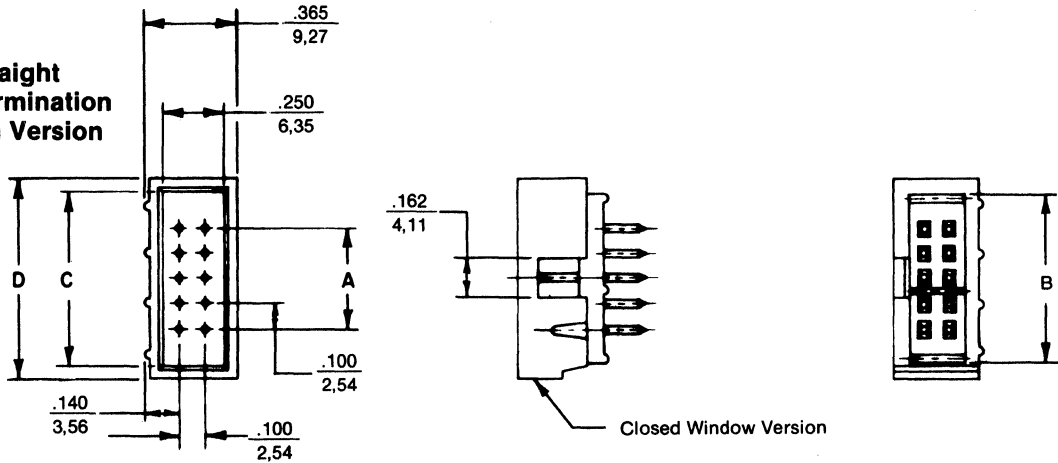 .365
9,27
aight
rmination
Version
.250
6,35
.162
4,11
D
C
A
B
.100
2,54
.140
3,56
.100
2,54
Closed Window Version